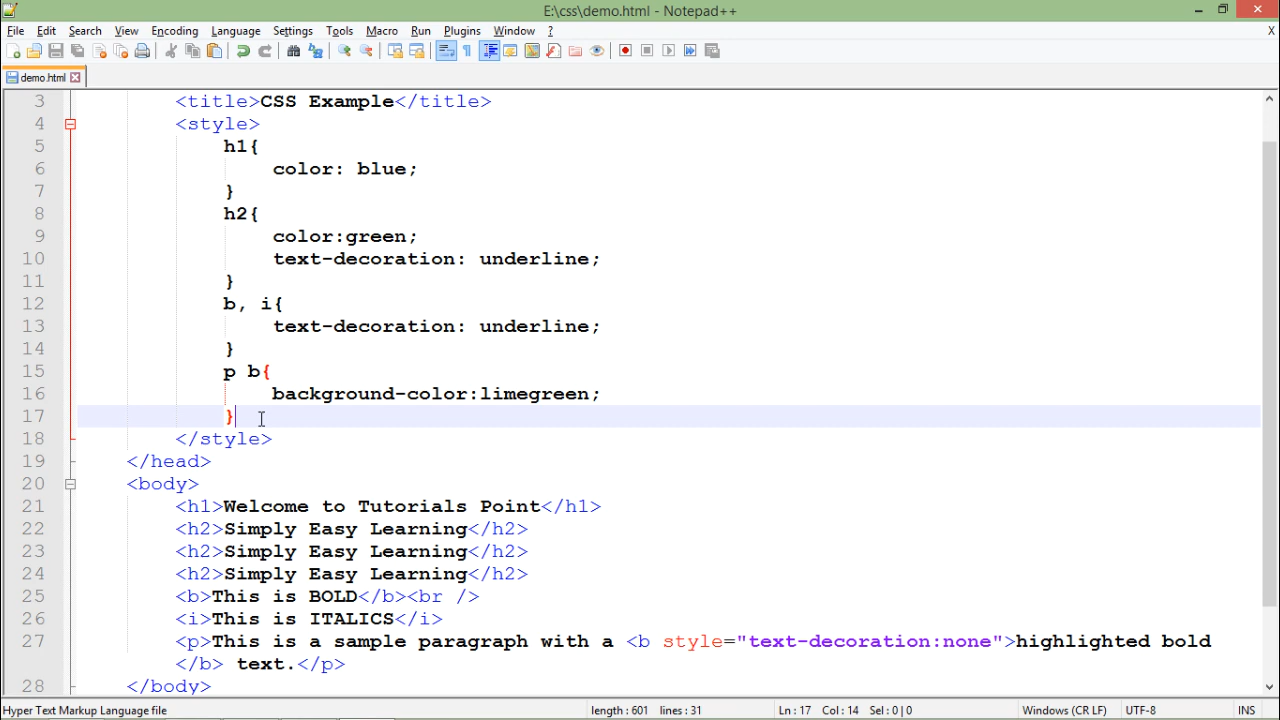 E:\css\demo.html - Notepad++
File Edit Search View Encoding Language Settings Tools Macro Run Plugins Window ? X
demo.html
3 <title>CSS Example</title>
4 <style>
5 h1{
6 color: blue;
7 }
8 h2{
9 color:green;
10 text-decoration: underline;
11 }
12 b, i{
13 text-decoration: underline;
14 }
15 p b{
16 background-color:limegreen;
17 }
18 </style>
19 </head>
20 <body>
21 <h1>Welcome to Tutorials Point</h1>
22 <h2>Simply Easy Learning</h2>
23 <h2>Simply Easy Learning</h2>
24 <h2>Simply Easy Learning</h2>
25 <b>This is BOLD</b><br />
26 <i>This is ITALICS</i>
27 <p>This is a sample paragraph with a <b style="text-decoration:none">highlighted bold
</b> text.</p>
28 </body>
Hyper Text Markup Language file length : 601 lines : 31 Ln : 17 Col : 14 Sel : 0 | 0 Windows (CR LF) UTF-8 INS